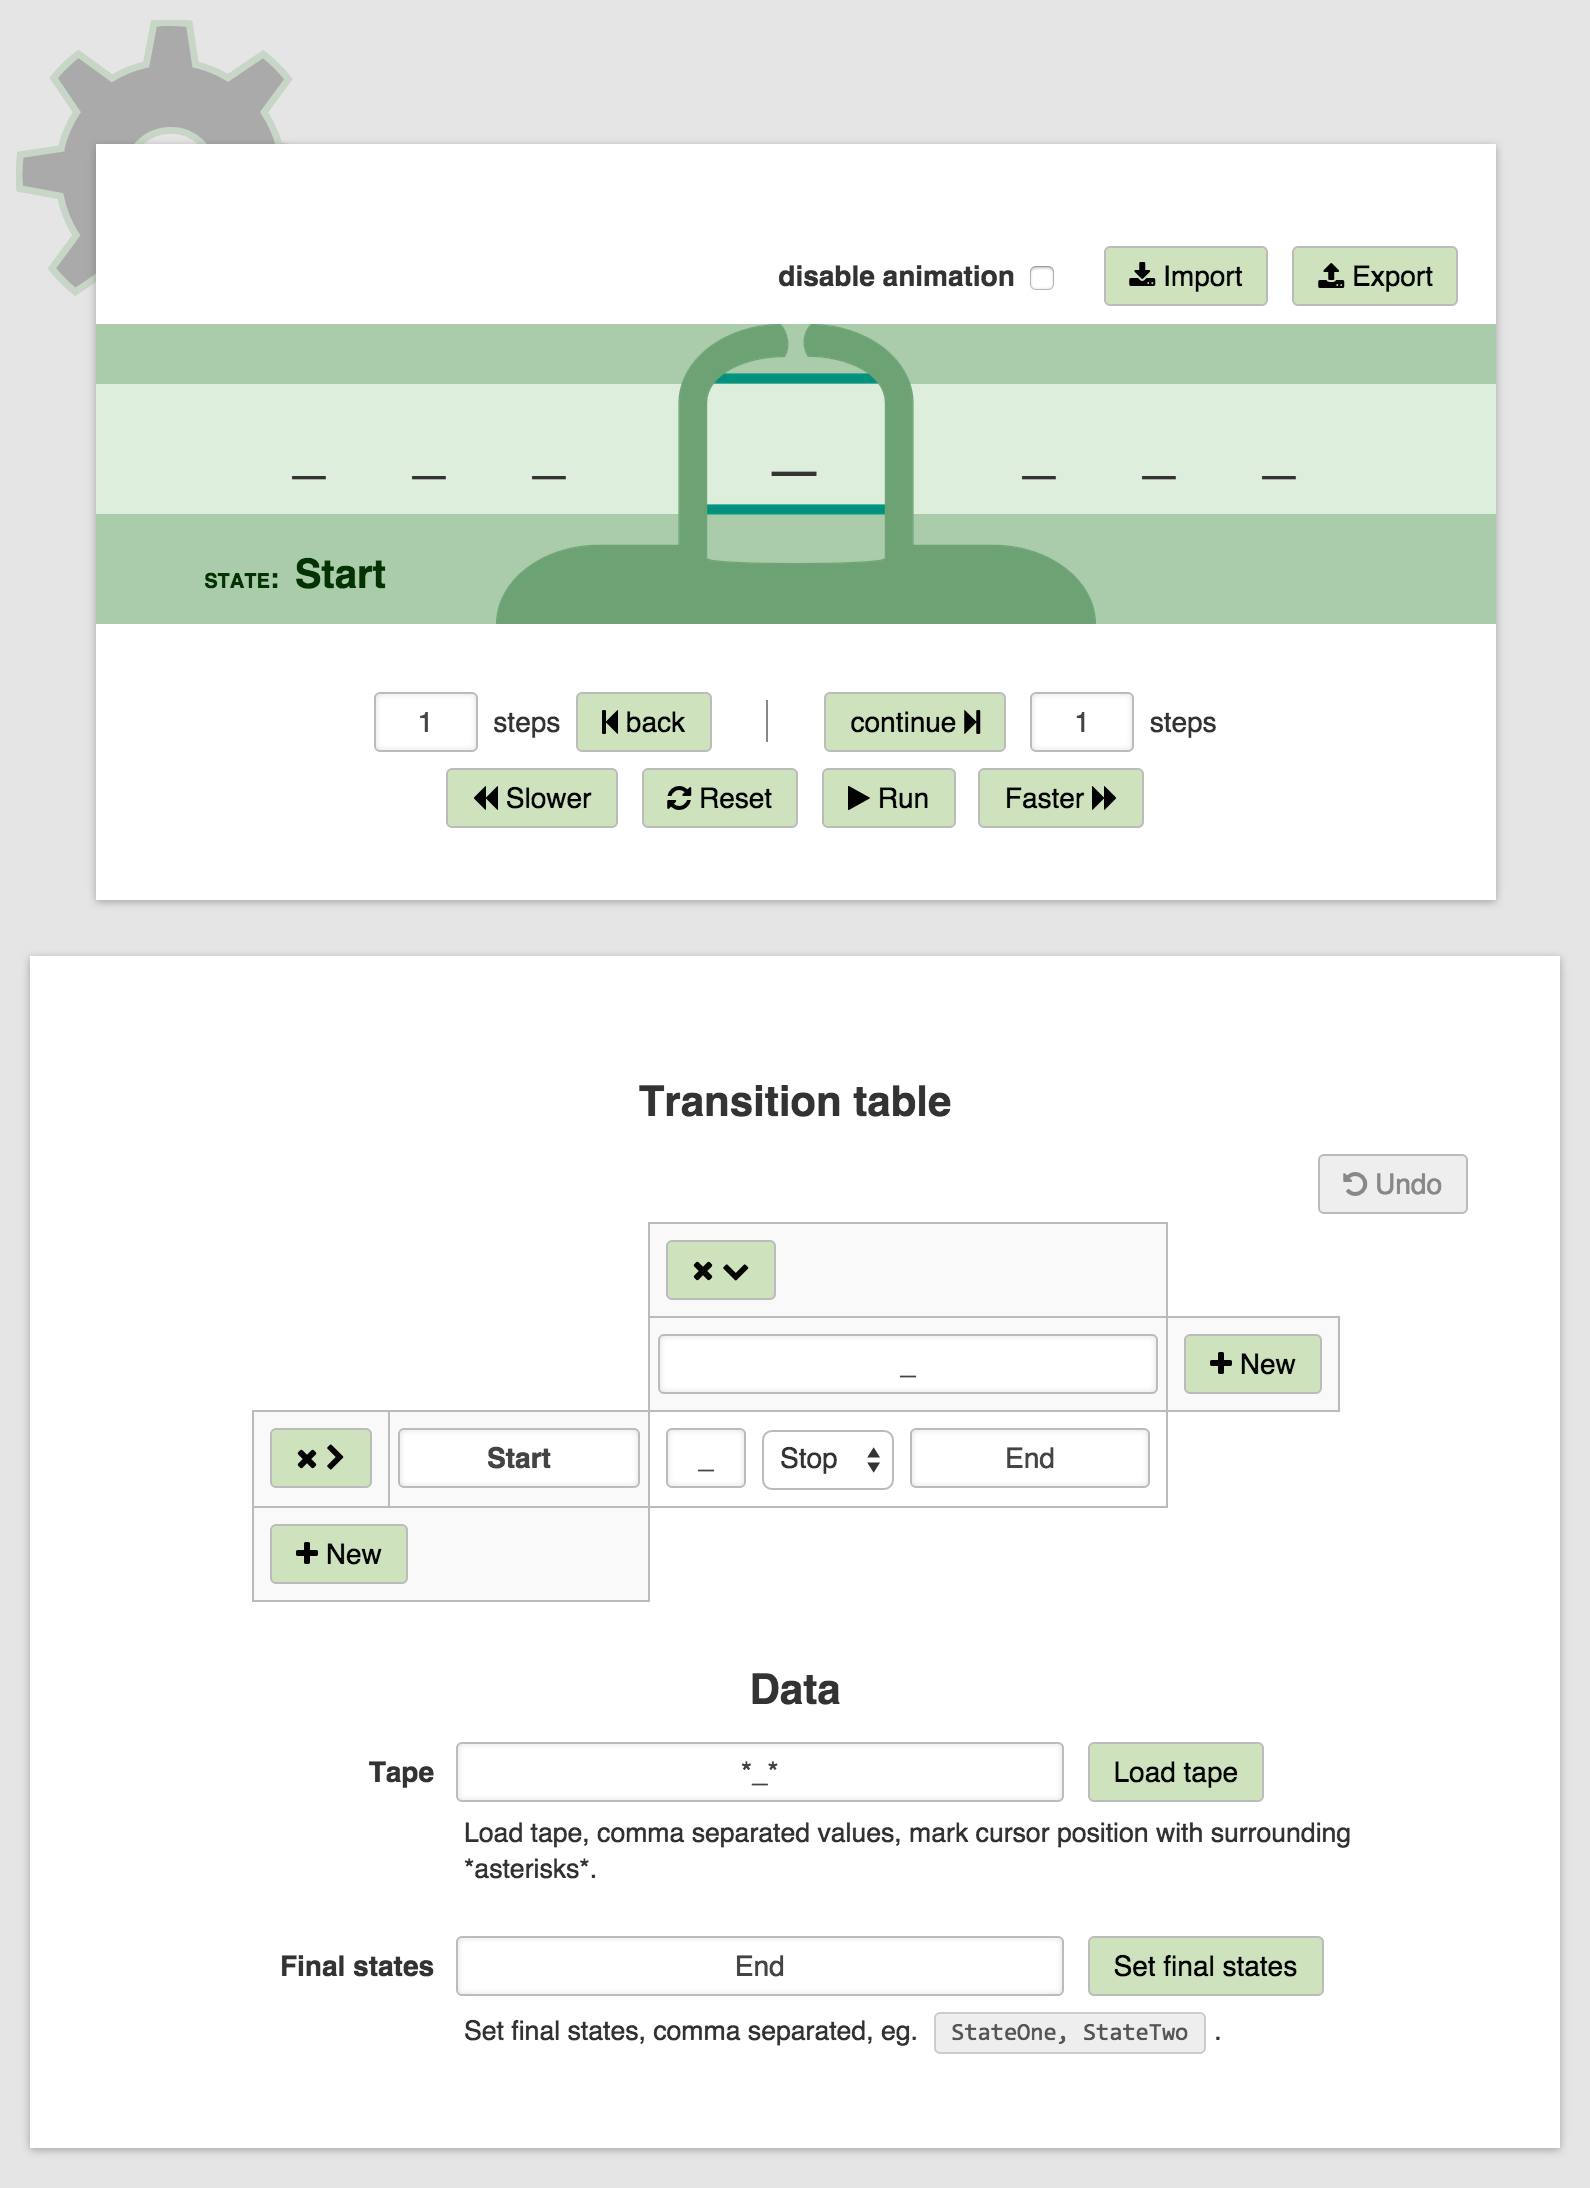 disable animation Import Export
_ _ _ _ _ _ _
STATE: Start
1 steps back | continue 1 steps
Slower Reset Run Faster
Transition table
Undo
_ New
Start _ Stop End
New
Data
Tape *_* Load tape
Load tape, comma separated values, mark cursor position with surrounding
*asterisks*.
Final states End Set final states
Set final states, comma separated, eg. StateOne, StateTwo .